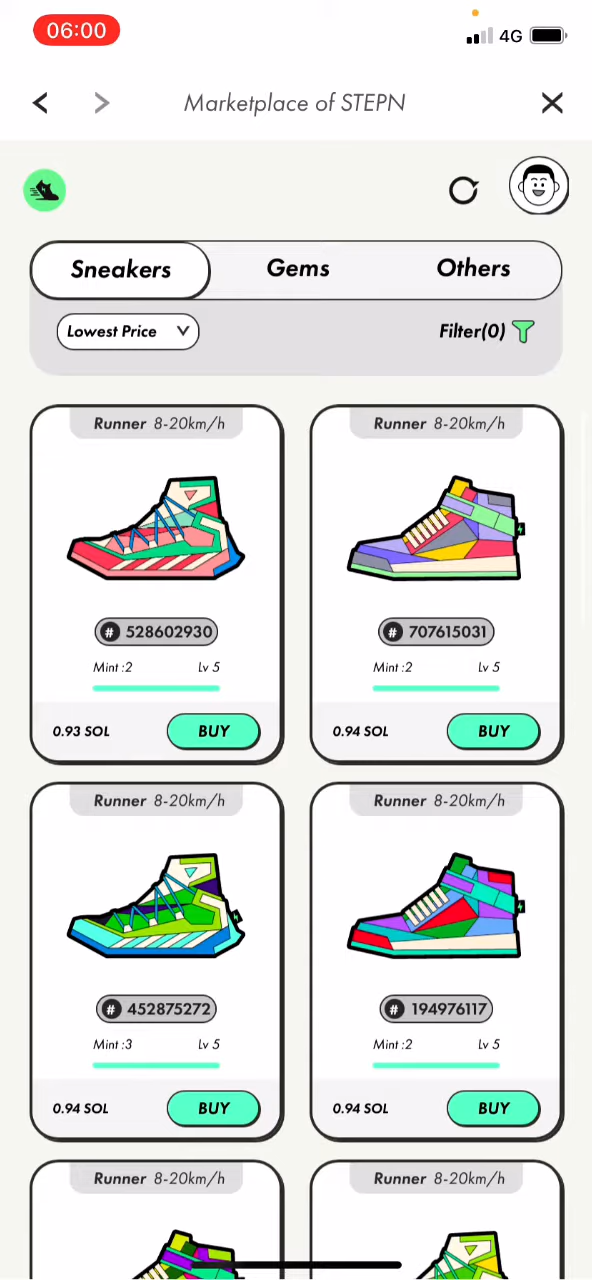 06:00
4G
Marketplace of STEPN
Sneakers Gems Others
Lowest Price Filter(0)
Runner 8-20km/h
# 528602930
Mint :2 Lv 5
0.93 SOL BUY
Runner 8-20km/h
# 707615031
Mint :2 Lv 5
0.94 SOL BUY
Runner 8-20km/h
# 452875272
Mint :3 Lv 5
0.94 SOL BUY
Runner 8-20km/h
# 194976117
Mint :2 Lv 5
0.94 SOL BUY
Runner 8-20km/h
Runner 8-20km/h